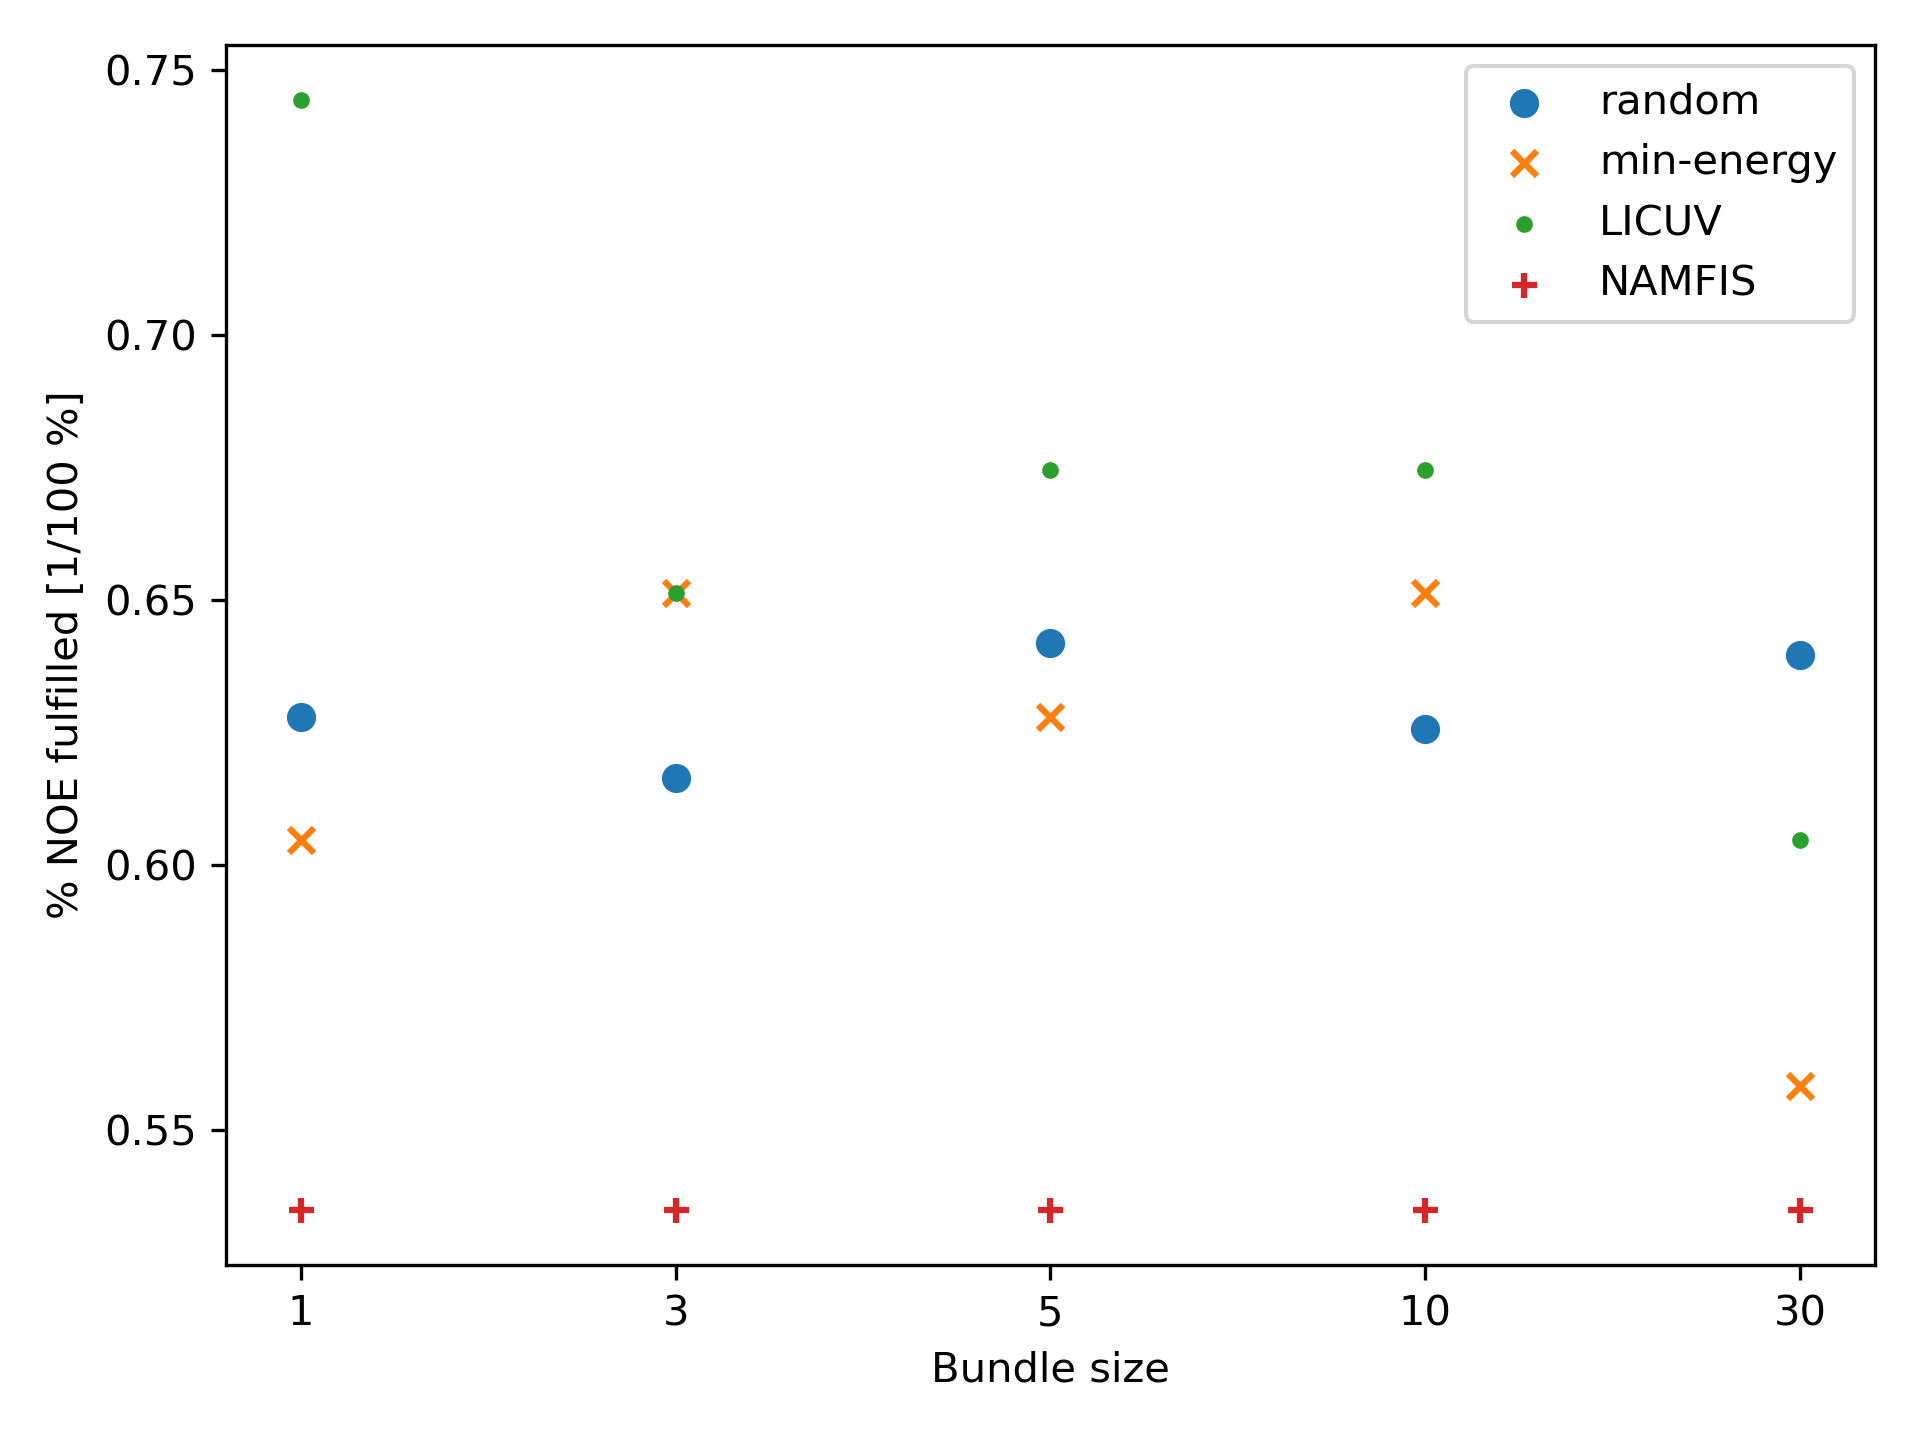 0.75
0.70
0.65
0.60
0.55
% NOE fulfilled [1/100 %]
random
min-energy
LICUV
NAMFIS
1 3 5 10 30
Bundle size